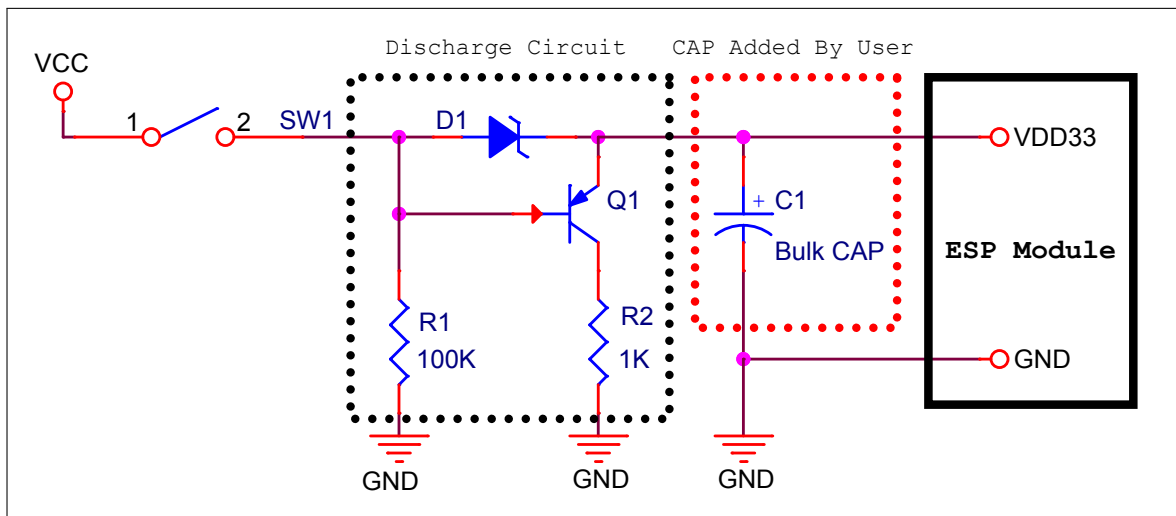 Discharge Circuit
CAP Added By User
VCC
1
2
SW1
D1
VDD33
Q1
+ C1
Bulk CAP
ESP Module
R1
100K
R2
1K
GND
GND
GND
GND